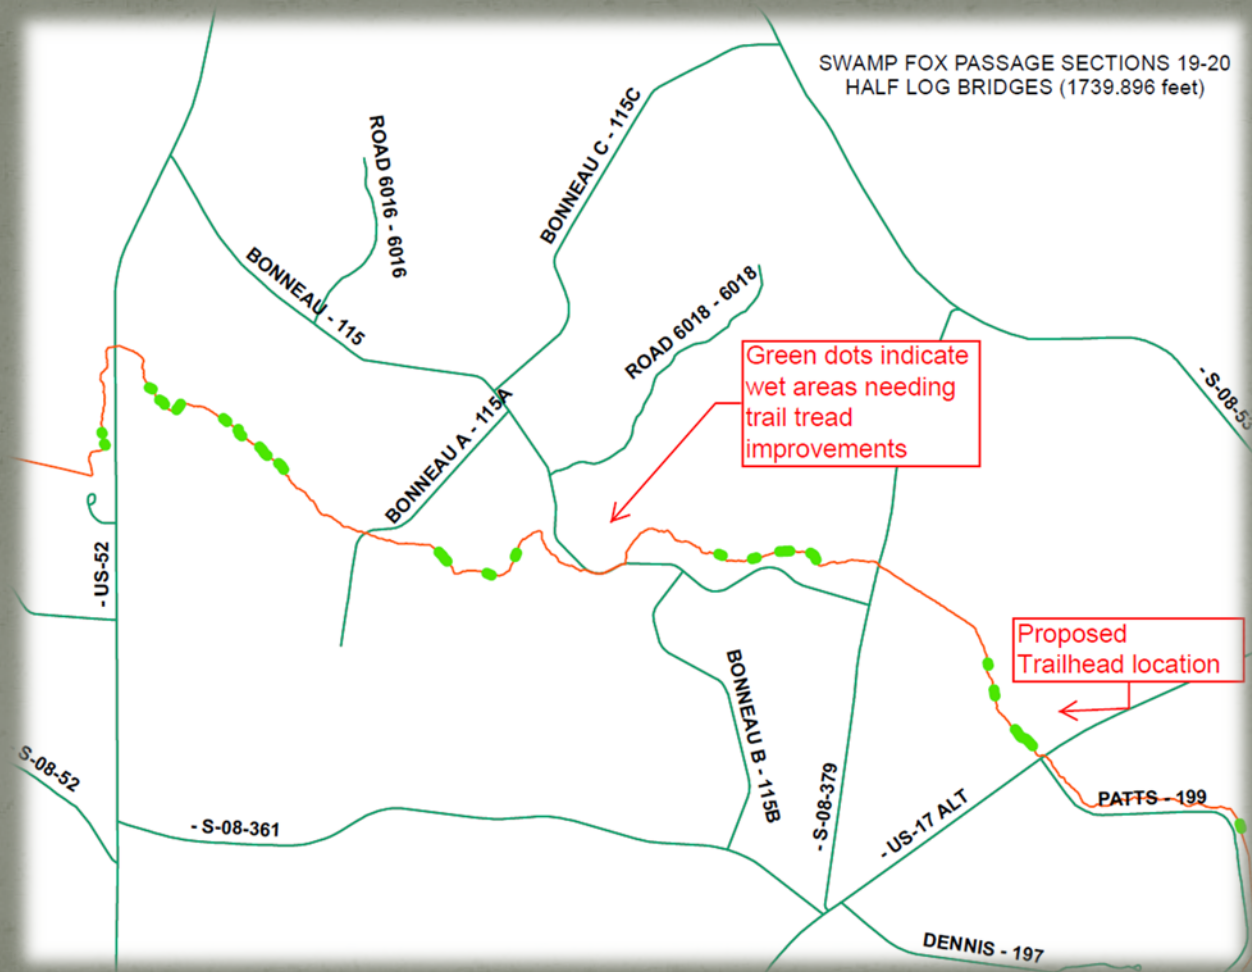 SWAMP FOX PASSAGE SECTIONS 19-20
HALF LOG BRIDGES (1739.896 feet)
BONNEAU C - 115C
ROAD 6016 - 6016
BONNEAU - 115
ROAD 6018 - 6018
Green dots indicate
wet areas needing
trail tread
improvements
BONNEAU A - 115A
- US-52
Proposed
Trailhead location
BONNEAU B - 115B
S-08-52
- S-08-361
- S-08-379
- US-17 ALT
PATTS - 199
DENNIS - 197